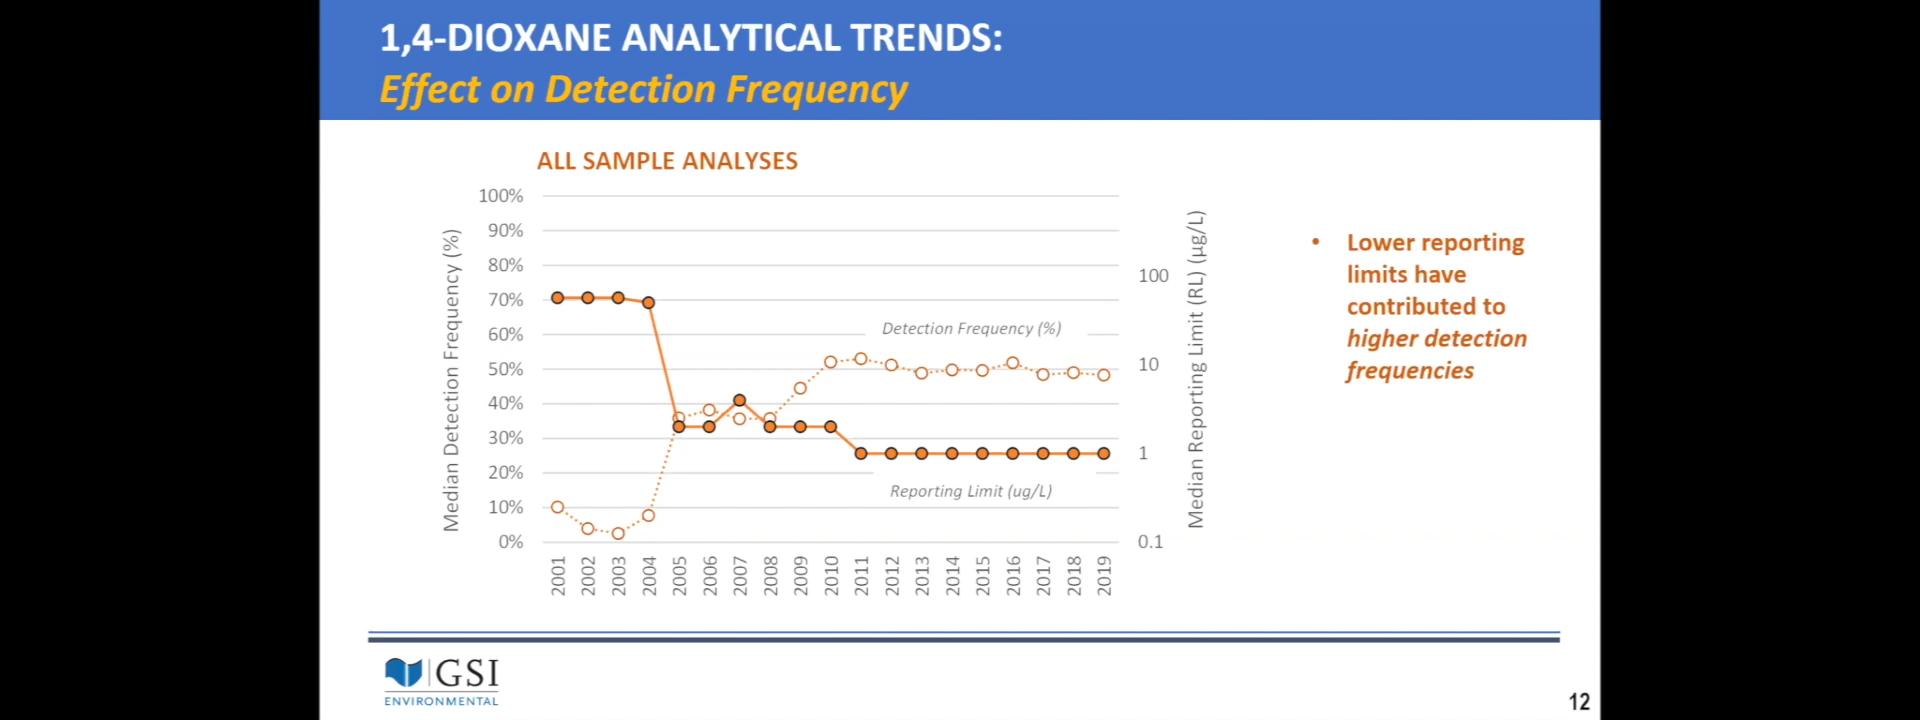 1,4-DIOXANE ANALYTICAL TRENDS:
Effect on Detection Frequency
ALL SAMPLE ANALYSES
Median Detection Frequency (%)
100%
90%
80%
70%
60%
50%
40%
30%
20%
10%
0%
Detection Frequency (%)
Reporting Limit (ug/L)
100
10
1
0.1
Median Reporting Limit (RL) (µg/L)
2001 2002 2003 2004 2005 2006 2007 2008 2009 2010 2011 2012 2013 2014 2015 2016 2017 2018 2019
• Lower reporting
limits have
contributed to
higher detection
frequencies
GSI
ENVIRONMENTAL
12